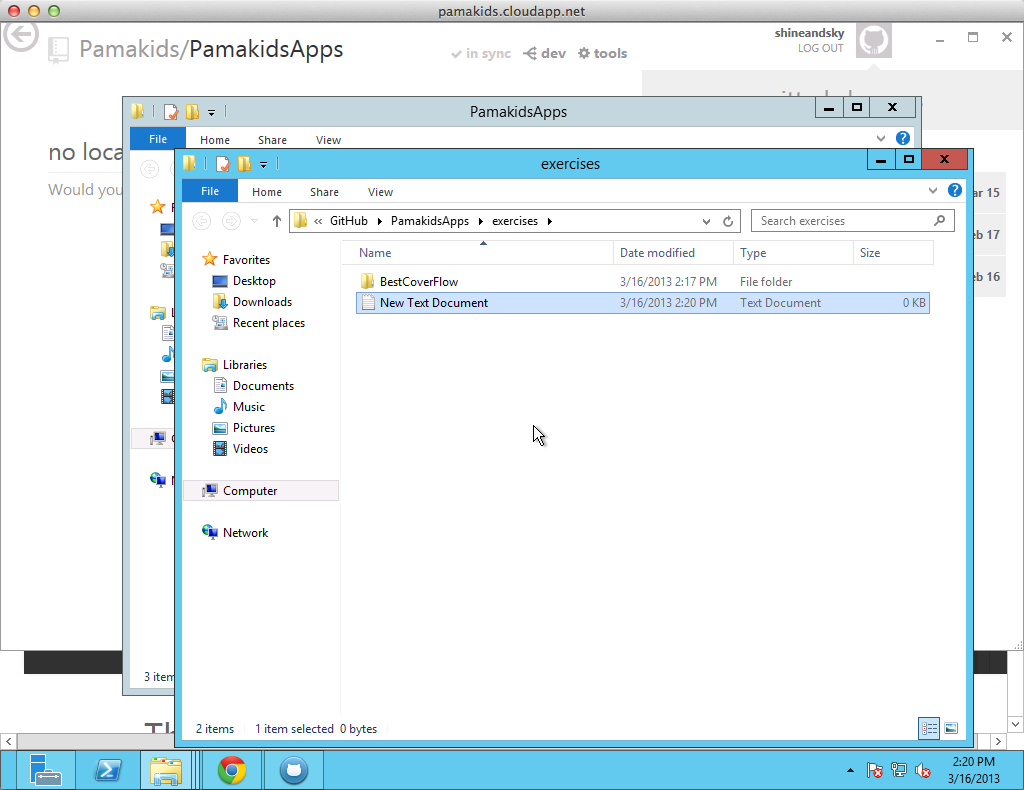 pamakids.cloudapp.net
Pamakids/PamakidsApps
in sync
dev
tools
shineandsky
LOG OUT
no loca
Would you
ar 15
eb 17
eb 16
PamakidsApps
File Home Share View
3 item
exercises
File Home Share View
« GitHub PamakidsApps exercises
Search exercises
Name Date modified Type Size
BestCoverFlow 3/16/2013 2:17 PM File folder
New Text Document 3/16/2013 2:20 PM Text Document 0 KB
Favorites
Desktop
Downloads
Recent places
Libraries
Documents
Music
Pictures
Videos
Computer
Network
2 items 1 item selected 0 bytes
2:20 PM
3/16/2013